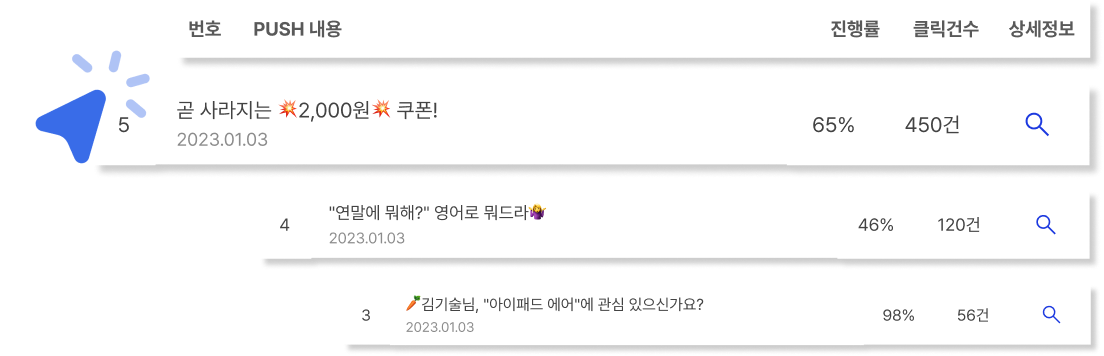 번호 PUSH 내용 진행률 클릭건수 상세정보
5 곧 사라지는 💥2,000원💥 쿠폰! 65% 450건
2023.01.03
4 "연말에 뭐해?" 영어로 뭐드라🤷‍♀️ 46% 120건
2023.01.03
3 🥕김기술님, "아이패드 에어"에 관심 있으신가요? 98% 56건
2023.01.03